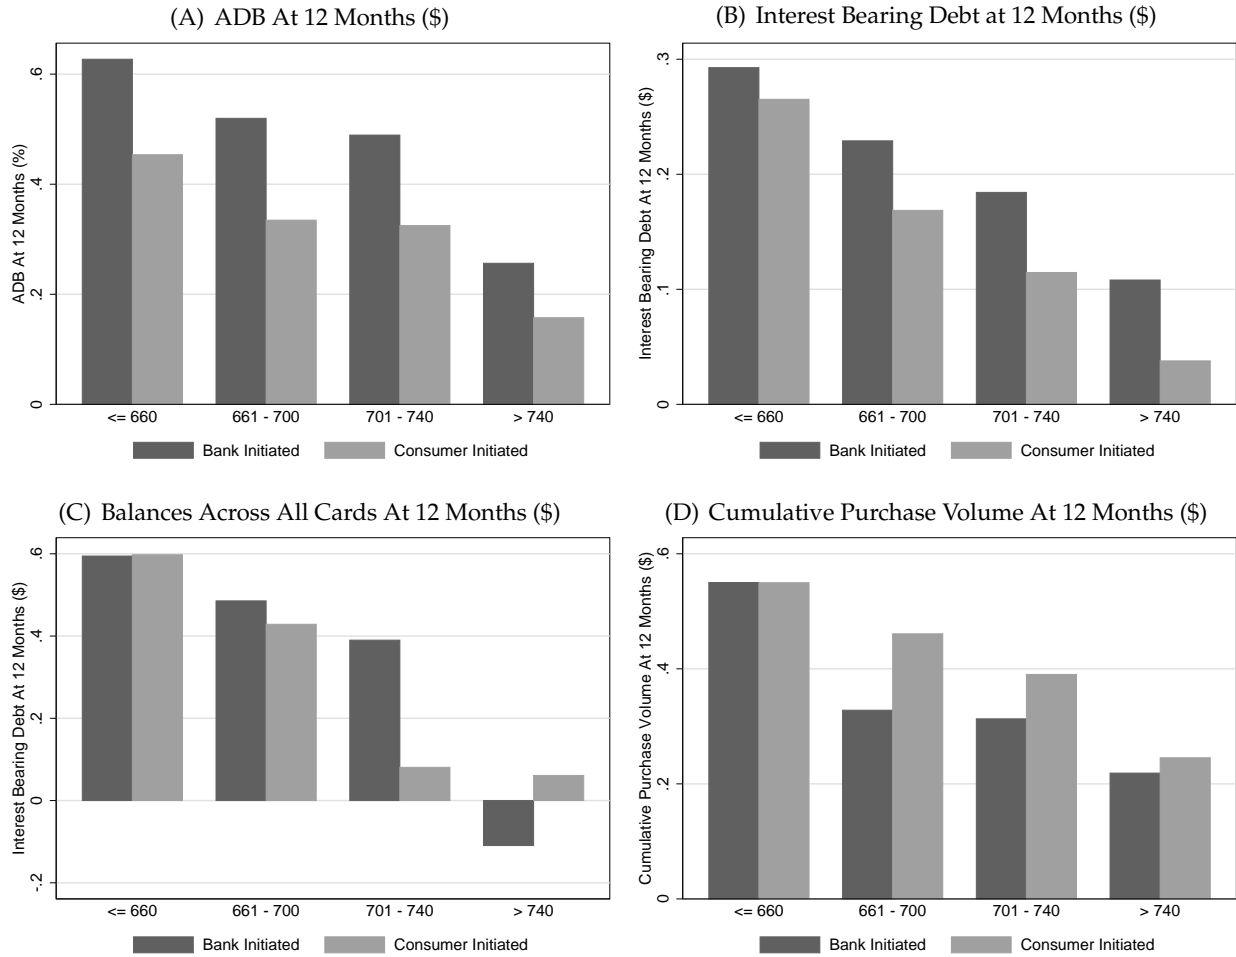 (A) ADB At 12 Months ($)
ADB At 12 Months (%)
.6
.4
.2
0
<= 660 661 - 700 701 - 740 > 740
Bank Initiated Consumer Initiated
(B) Interest Bearing Debt at 12 Months ($)
Interest Bearing Debt At 12 Months ($)
.3
.2
.1
0
<= 660 661 - 700 701 - 740 > 740
Bank Initiated Consumer Initiated
(C) Balances Across All Cards At 12 Months ($)
Interest Bearing Debt At 12 Months ($)
.6
.4
.2
0
-.2
<= 660 661 - 700 701 - 740 > 740
Bank Initiated Consumer Initiated
(D) Cumulative Purchase Volume At 12 Months ($)
Cumulative Purchase Volume At 12 Months ($)
.6
.4
.2
0
<= 660 661 - 700 701 - 740 > 740
Bank Initiated Consumer Initiated